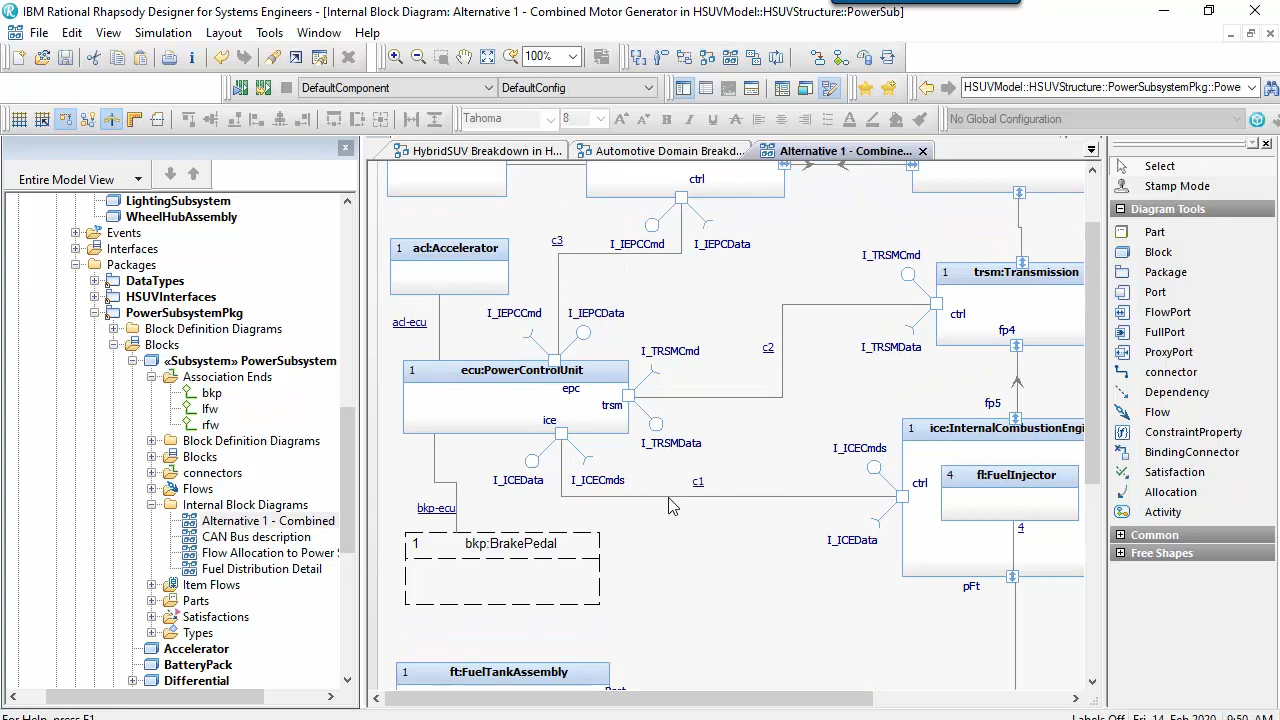 IBM Rational Rhapsody Designer for Systems Engineers - [Internal Block Diagram: Alternative 1 - Combined Motor Generator in HSUVModel::HSUVStructure::PowerSub]
File Edit View Simulation Layout Tools Window Help
100%
DefaultComponent DefaultConfig HSUVModel::HSUVStructure::PowerSubsystemPkg::Powe
Tahoma 8 No Global Configuration
HybridSUV Breakdown in H... Automotive Domain Breakd... Alternative 1 - Combine...
Entire Model View
LightingSubsystem
WheelHubAssembly
Events
Interfaces
Packages
DataTypes
HSUVInterfaces
PowerSubsystemPkg
Block Definition Diagrams
Blocks
«Subsystem» PowerSubsystem
Association Ends
bkp
lfw
rfw
Block Definition Diagrams
Blocks
connectors
Flows
Internal Block Diagrams
Alternative 1 - Combined
CAN Bus description
Flow Allocation to Power S
Fuel Distribution Detail
Item Flows
Parts
Satisfactions
Types
Accelerator
BatteryPack
Differential
ctrl
I_IEPCCmd I_IEPCData
c3
1 acl:Accelerator
acl-ecu
I_IEPCCmd I_IEPCData
1 ecu:PowerControlUnit
epc
trsm
ice
I_TRSMCmd
I_TRSMData
c2
I_TRSMCmd
1 trsm:Transmission
ctrl
fp4
I_TRSMData
fp5
I_ICEData I_ICECmds
c1
bkp-ecu
1 bkp:BrakePedal
1 ice:InternalCombustionEngi
I_ICECmds
ctrl
4 fl:FuelInjector
4
I_ICEData
pFt
1 ft:FuelTankAssembly
Select
Stamp Mode
Diagram Tools
Part
Block
Package
Port
FlowPort
FullPort
ProxyPort
connector
Dependency
Flow
ConstraintProperty
BindingConnector
Satisfaction
Allocation
Activity
Common
Free Shapes
For Help, press F1 Labels Off Fri, 14, Feb 2020 9:50 AM